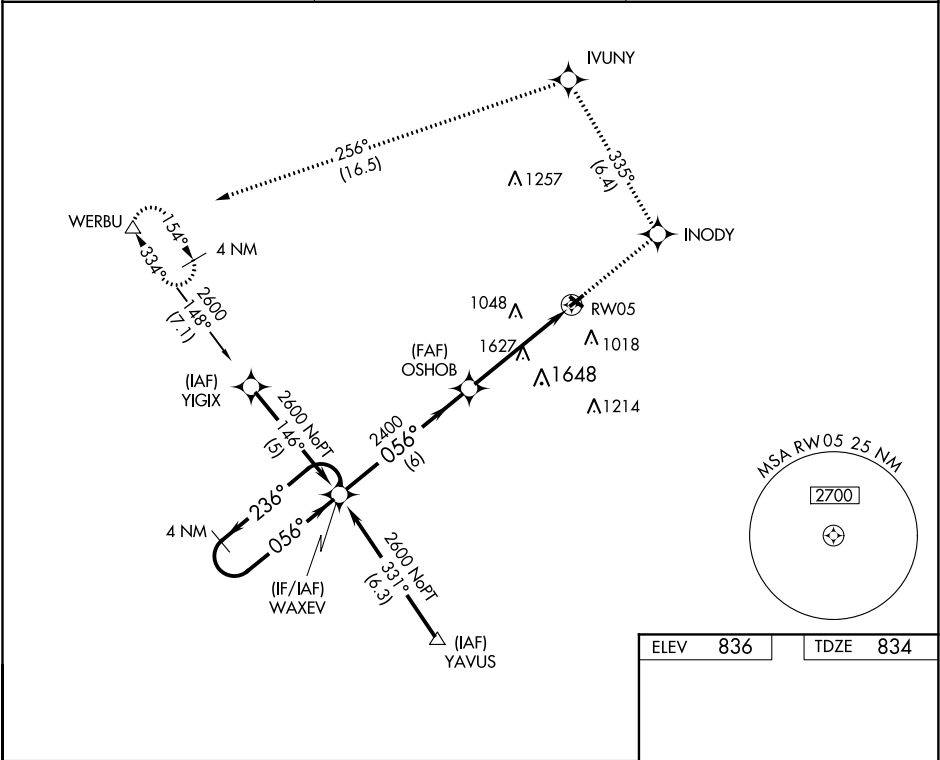 IVUNY
256°
(16.5)
335°
(6.4)
1257
WERBU
154°
334°
4 NM
INODY
2600
148°
(7.1)
1048
RW05
1627
1018
(FAF)
OSHOB
1648
(IAF)
YIGIX
1214
2600 NoPT
146°
(5)
2400
056°
(6)
MSA RW05 25 NM
2700
236°
056°
4 NM
2600 NoPT
331°
(6.3)
(IF/IAF)
WAXEV
(IAF)
YAVUS
ELEV 836
TDZE 834